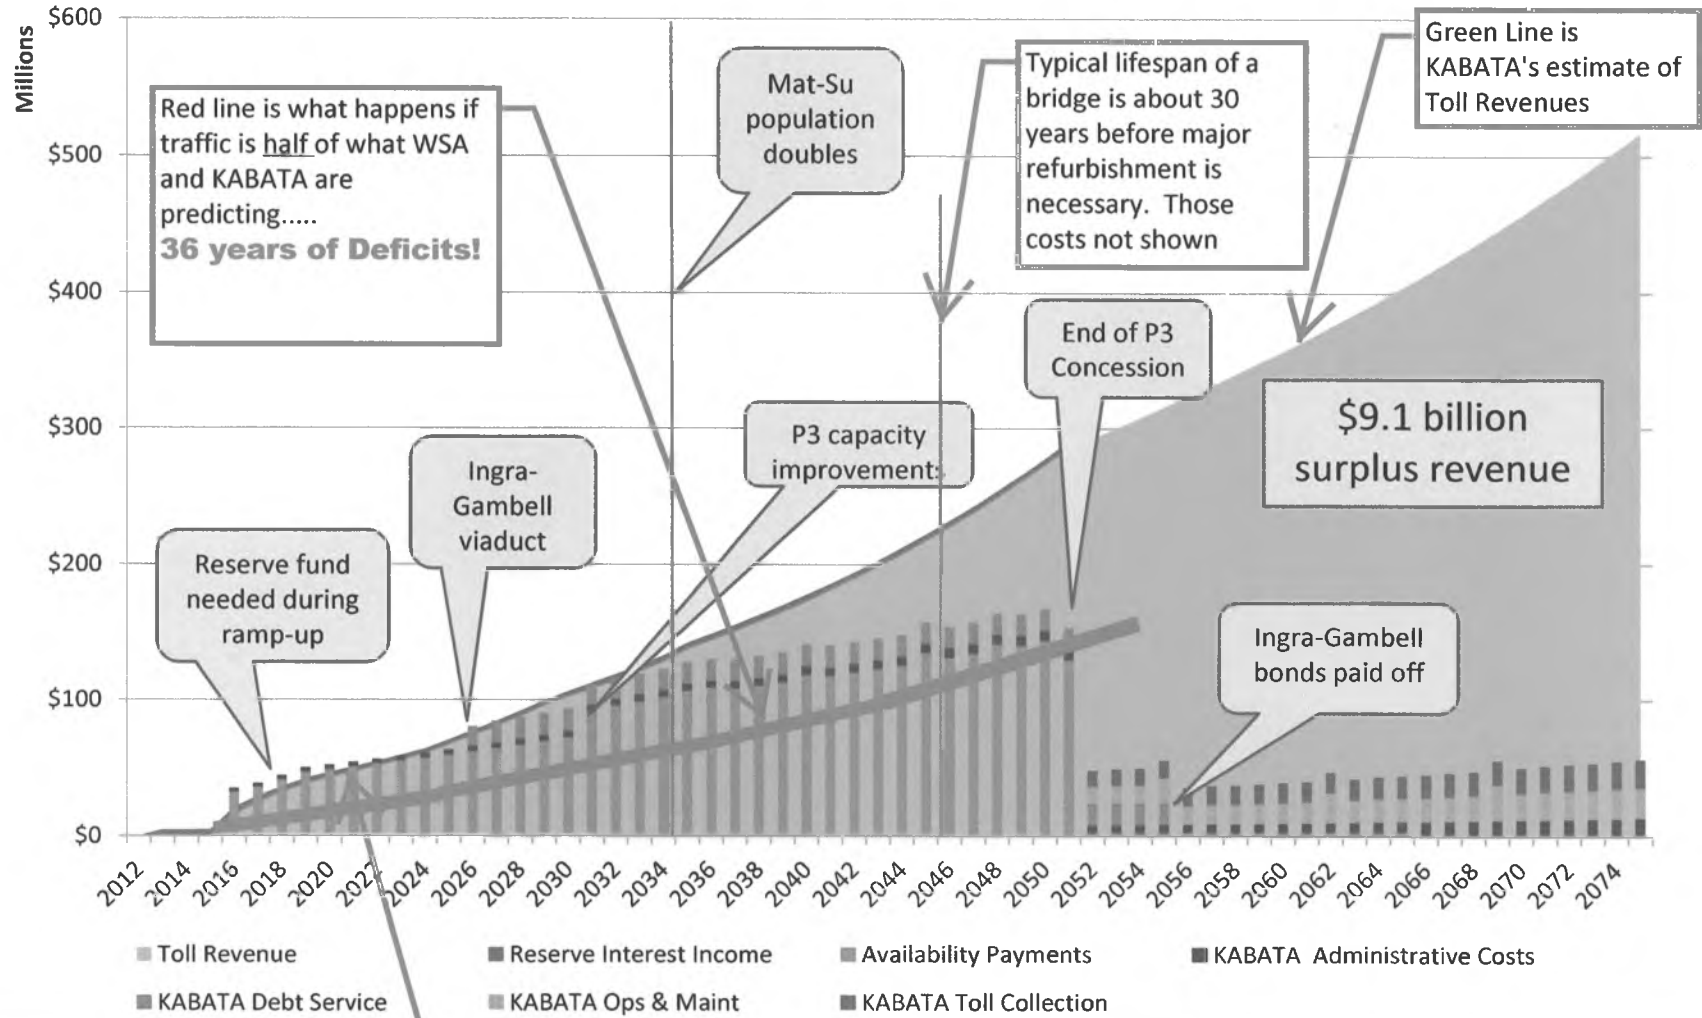 Millions
$600
$500
$400
$300
$200
$100
$0
Red line is what happens if
traffic is half of what WSA
and KABATA are
predicting.....
36 years of Deficits!
Mat-Su
population
doubles
Typical lifespan of a
bridge is about 30
years before major
refurbishment is
necessary. Those
costs not shown
Green Line is
KABATA's estimate of
Toll Revenues
End of P3
Concession
$9.1 billion
surplus revenue
P3 capacity
improvements
Ingra-
Gambell
viaduct
Reserve fund
needed during
ramp-up
Ingra-Gambell
bonds paid off
2012 2014 2016 2018 2020 2022 2024 2026 2028 2030 2032 2034 2036 2038 2040 2042 2044 2046 2048 2050 2052 2054 2056 2058 2060 2062 2064 2066 2068 2070 2072 2074
Toll Revenue Reserve Interest Income Availability Payments KABATA Administrative Costs
KABATA Debt Service KABATA Ops & Maint KABATA Toll Collection